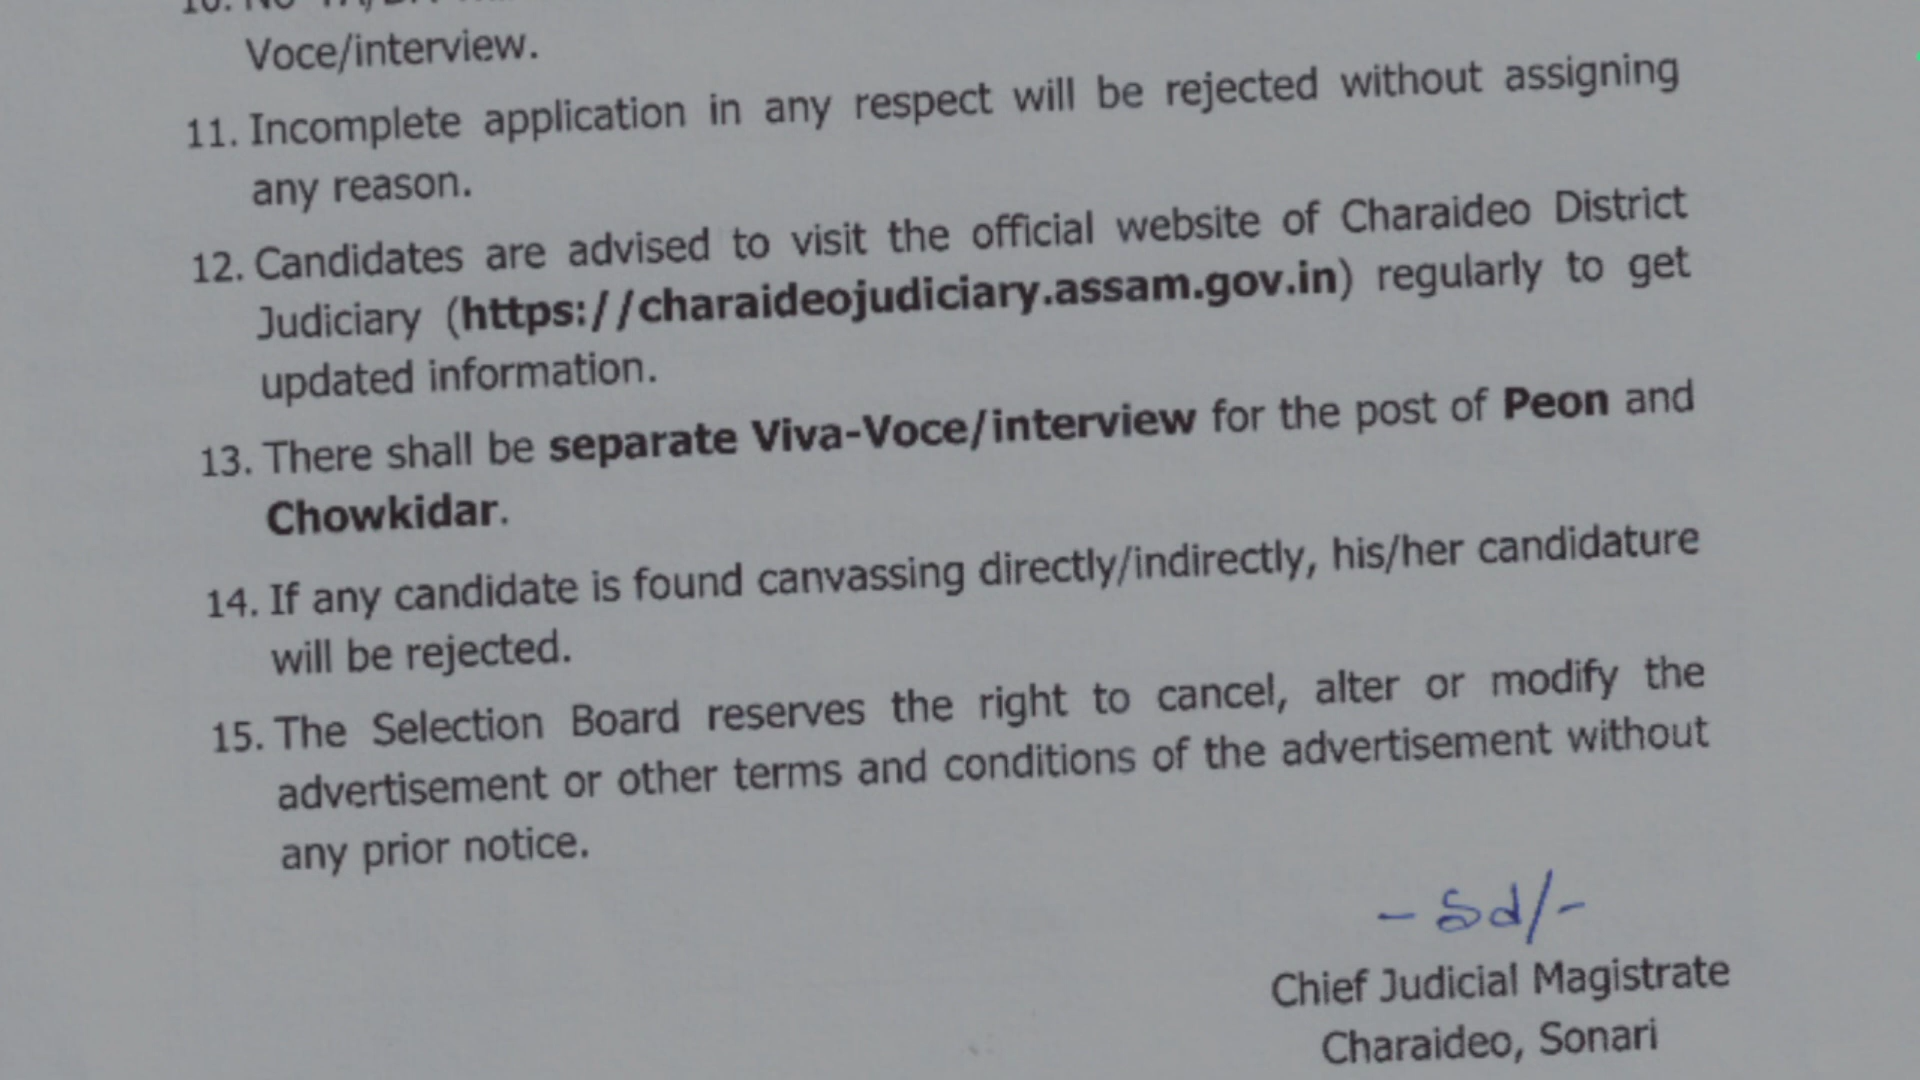 Voce/interview.
11. Incomplete application in any respect will be rejected without assigning
any reason.
12. Candidates are advised to visit the official website of Charaideo District
Judiciary (https://charaideojudiciary.assam.gov.in) regularly to get
updated information.
13. There shall be separate Viva-Voce/interview for the post of Peon and
Chowkidar.
14. If any candidate is found canvassing directly/indirectly, his/her candidature
will be rejected.
15. The Selection Board reserves the right to cancel, alter or modify the
advertisement or other terms and conditions of the advertisement without
any prior notice.
- Sd/-
Chief Judicial Magistrate
Charaideo, Sonari